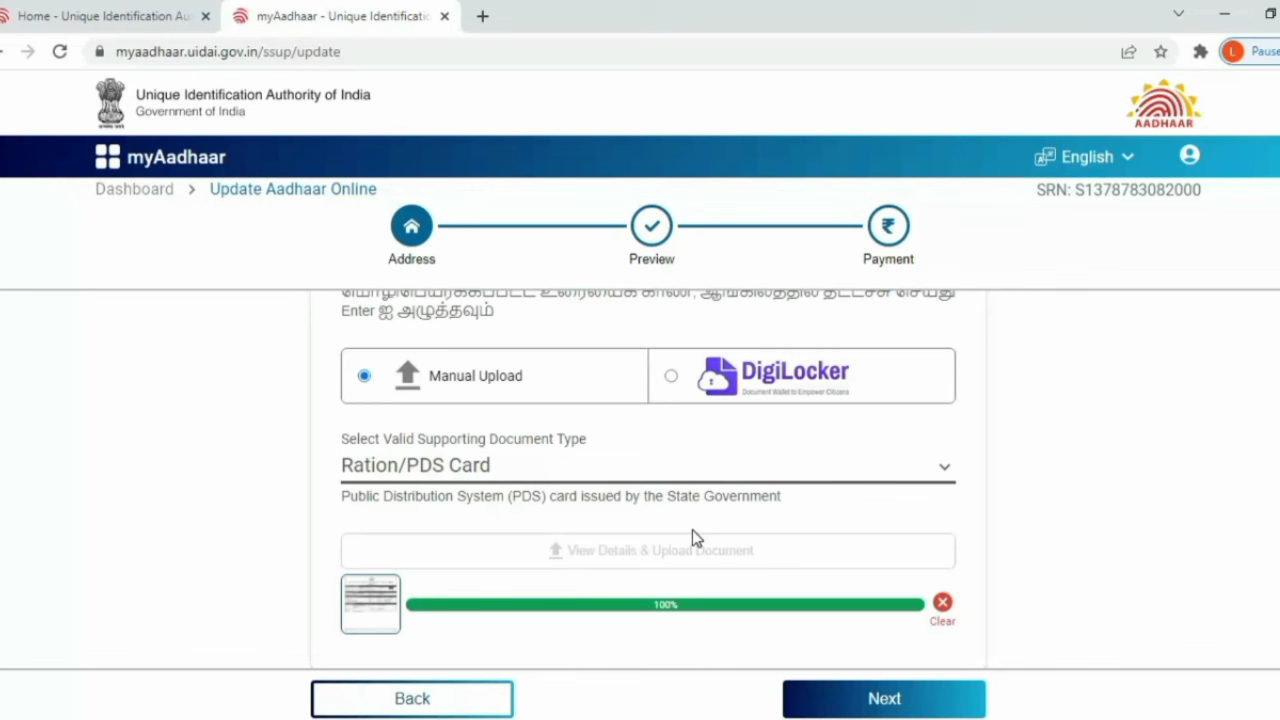 Home - Unique Identification Au
myAadhaar - Unique Identificatio
myaadhaar.uidai.gov.in/ssup/update
L
Pause
Unique Identification Authority of India
Government of India
AADHAAR
myAadhaar
English
Dashboard > Update Aadhaar Online
SRN: S1378783082000
Address
Preview
Payment
Enter ஐ அழுத்தவும்
Manual Upload
DigiLocker
Document Wallet to Empower Citizens
Select Valid Supporting Document Type
Ration/PDS Card
Public Distribution System (PDS) card issued by the State Government
View Details & Upload Document
100%
Clear
Back
Next